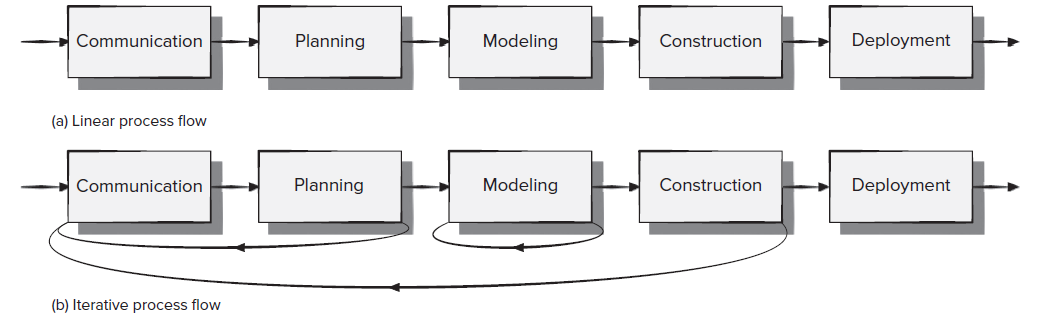 Communication Planning Modeling Construction Deployment
(a) Linear process flow
Communication Planning Modeling Construction Deployment
(b) Iterative process flow